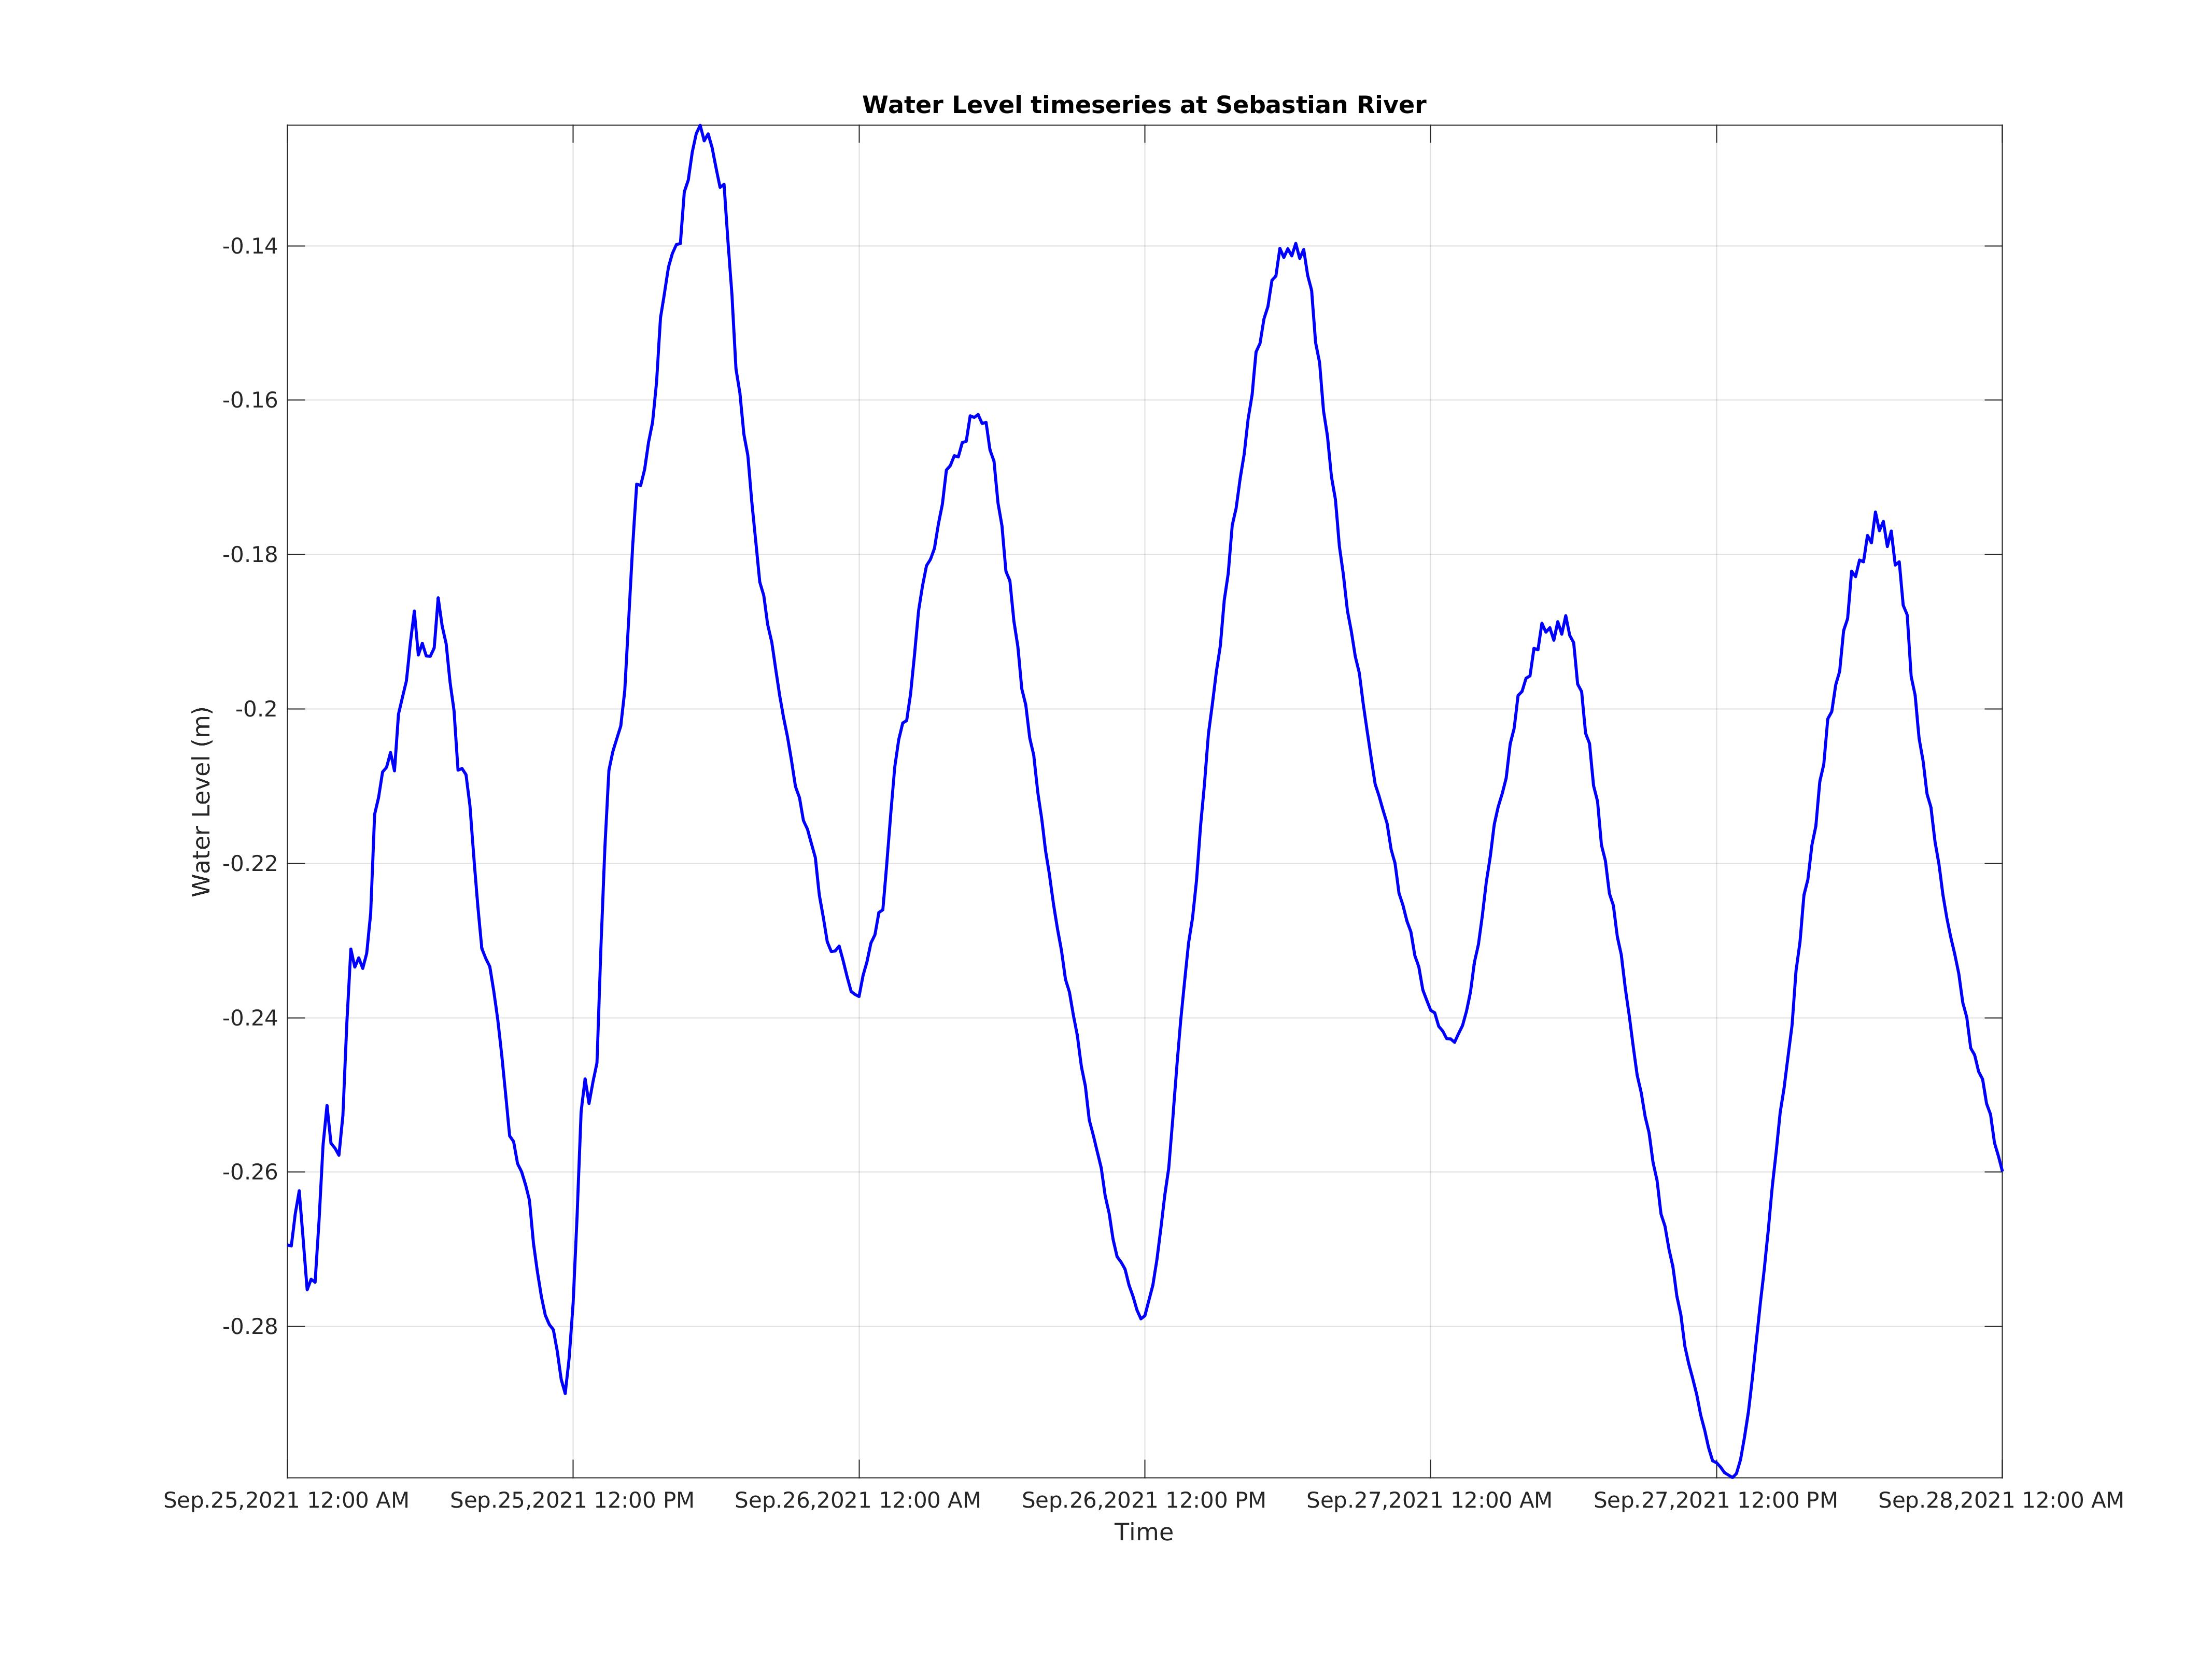 Water Level timeseries at Sebastian River
-0.14
-0.16
-0.18
-0.2
-0.22
-0.24
-0.26
-0.28
Water Level (m)
Sep.25,2021 12:00 AM
Sep.25,2021 12:00 PM
Sep.26,2021 12:00 AM
Sep.26,2021 12:00 PM
Sep.27,2021 12:00 AM
Sep.27,2021 12:00 PM
Sep.28,2021 12:00 AM
Time